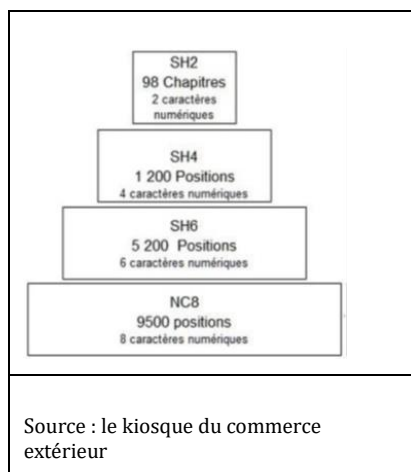 SH2
98 Chapitres
2 caractères
numériques
SH4
1 200 Positions
4 caractères numériques
SH6
5 200 Positions
6 caractères numériques
NC8
9500 positions
8 caractères numériques
Source : le kiosque du commerce
extérieur